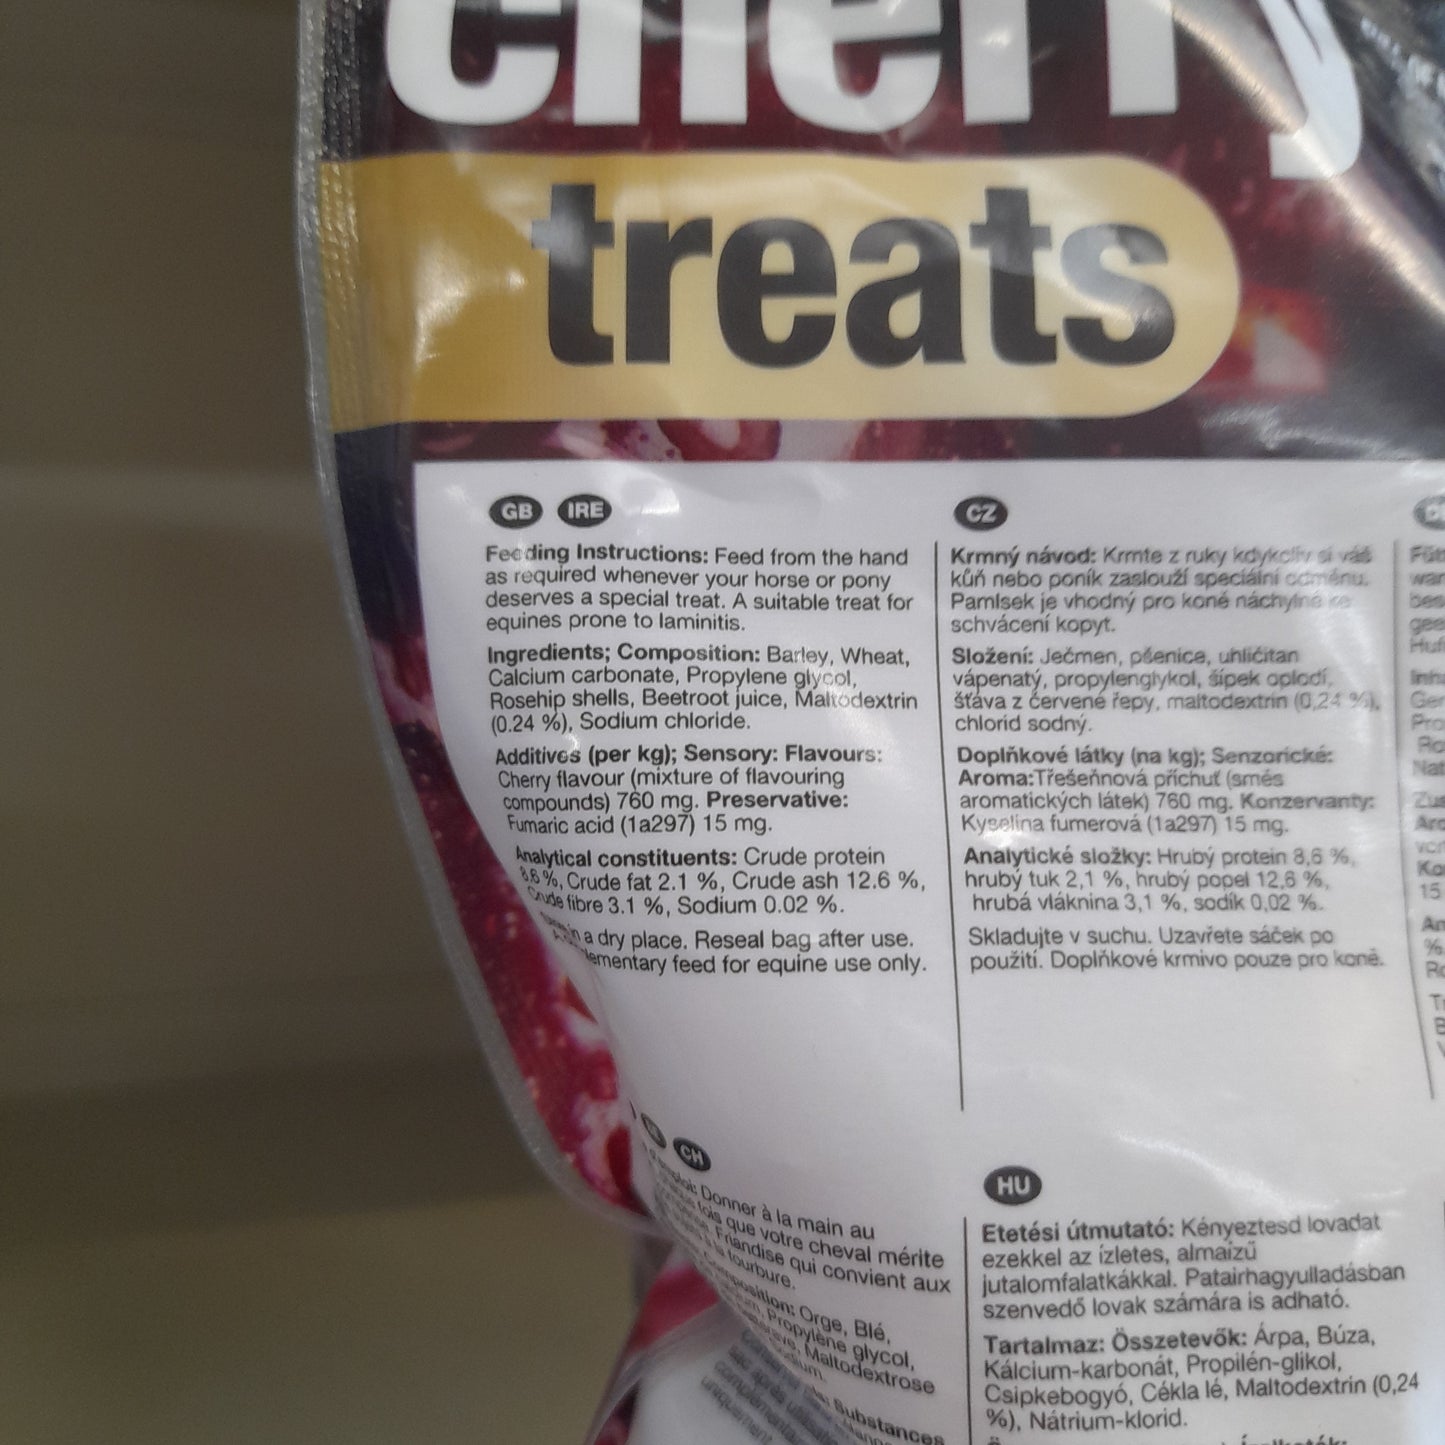 cherry
treats
GB IRE
Feeding Instructions: Feed from the hand
as required whenever your horse or pony
deserves a special treat. A suitable treat for
equines prone to laminitis.
Ingredients; Composition: Barley, Wheat,
Calcium carbonate, Propylene glycol,
Rosehip shells, Beetroot juice, Maltodextrin
(0.24 %), Sodium chloride.
Additives (per kg); Sensory: Flavours:
Cherry flavour (mixture of flavouring
compounds) 760 mg. Preservative:
Fumaric acid (1a297) 15 mg.
Analytical constituents: Crude protein
8.6 %, Crude fat 2.1 %, Crude ash 12.6 %,
Crude fibre 3.1 %, Sodium 0.02 %.
in a dry place. Reseal bag after use.
feed for equine use only.
CZ
Krmný návod: Krmte z ruky kdykoliv si váš
kůň nebo poník zaslouží speciální odměnu.
Pamlsek je vhodný pro koně náchylné ke
schvácení kopyt.
Složení: Ječmen, pšenice, uhličitan
vápenatý, propylenglykol, šípek oplodí,
šťáva z červené řepy, maltodextrin (0,24 %),
chlorid sodný.
Doplňkové látky (na kg); Senzorické:
Aroma:Třešeňnová příchuť (směs
aromatických látek) 760 mg. Konzervanty:
Kyselina fumerová (1a297) 15 mg.
Analytické složky: Hrubý protein 8,6 %,
hrubý tuk 2,1 %, hrubý popel 12,6 %,
hrubá vláknina 3,1 %, sodík 0,02 %.
Skladujte v suchu. Uzavřete sáček po
použití. Doplňkové krmivo pouze pro koně.
CH
Donner à la main au
fois que votre cheval mérite
Friandise qui convient aux
fourbure.
Composition: Orge, Blé,
Propylène glycol,
Maltodextrose
Substances
HU
Etetési útmutató: Kényeztesd lovadat
ezekkel az ízletes, almaízű
jutalomfalatkákkal. Patairhagyulladásban
szenvedő lovak számára is adható.
Tartalmaz: Összetevők: Árpa, Búza,
Kálcium-karbonát, Propilén-glikol,
Csipkebogyó, Cékla lé, Maltodextrin (0,24
%), Nátrium-klorid.